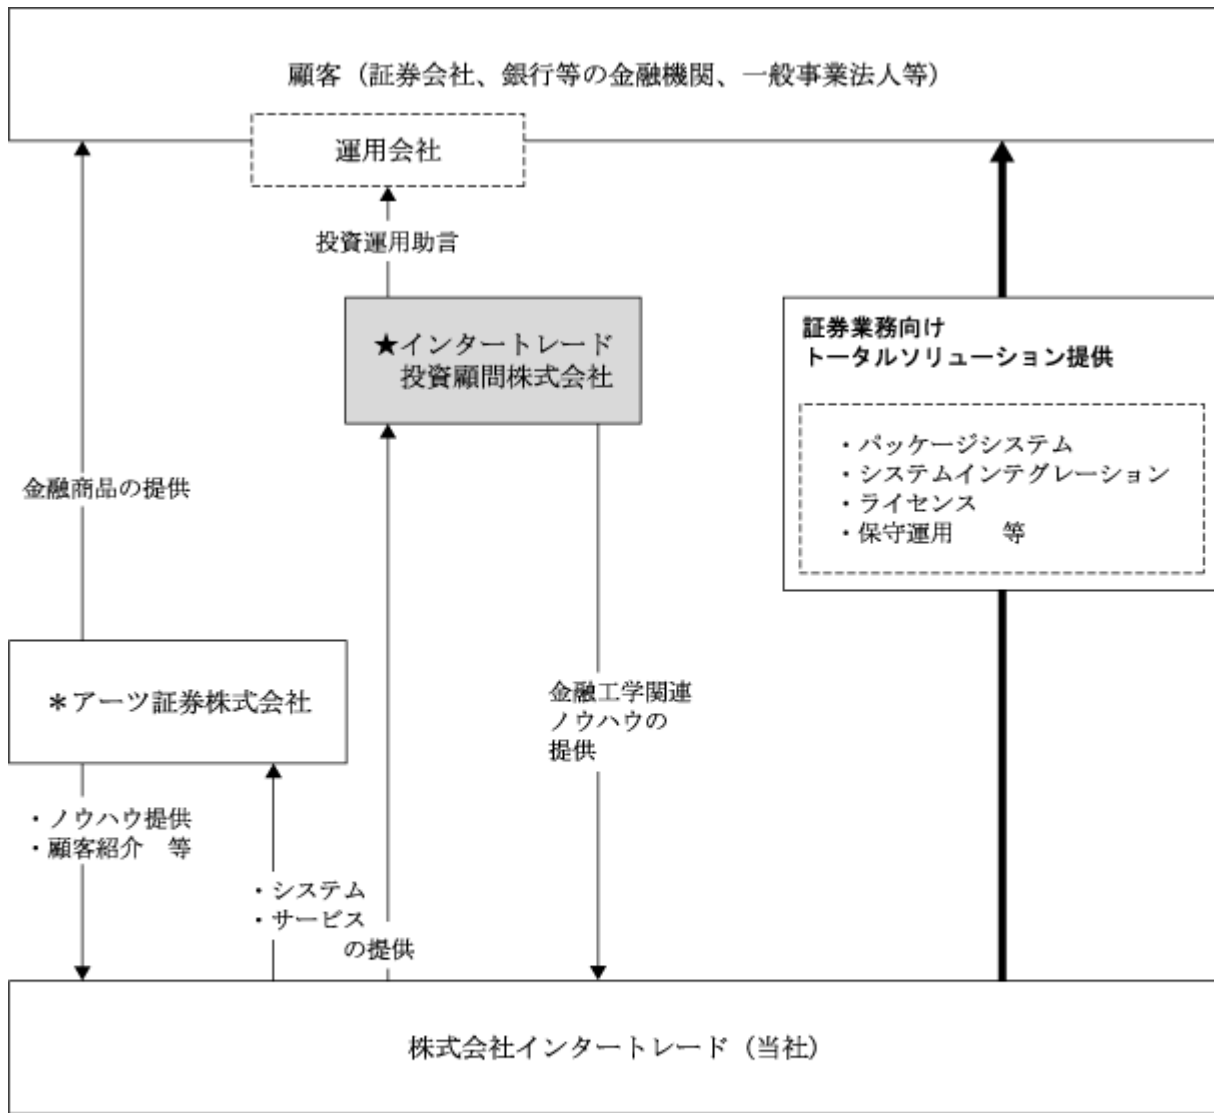 顧客（証券会社、銀行等の金融機関、一般事業法人等）
運用会社
投資運用助言
★インタートレード
投資顧問株式会社
証券業務向け
トータルソリューション提供
・パッケージシステム
・システムインテグレーション
・ライセンス
・保守運用　　等
金融商品の提供
＊アーツ証券株式会社
金融工学関連
ノウハウの
提供
・ノウハウ提供
・顧客紹介　等
・システム
・サービス
の提供
株式会社インタートレード（当社）